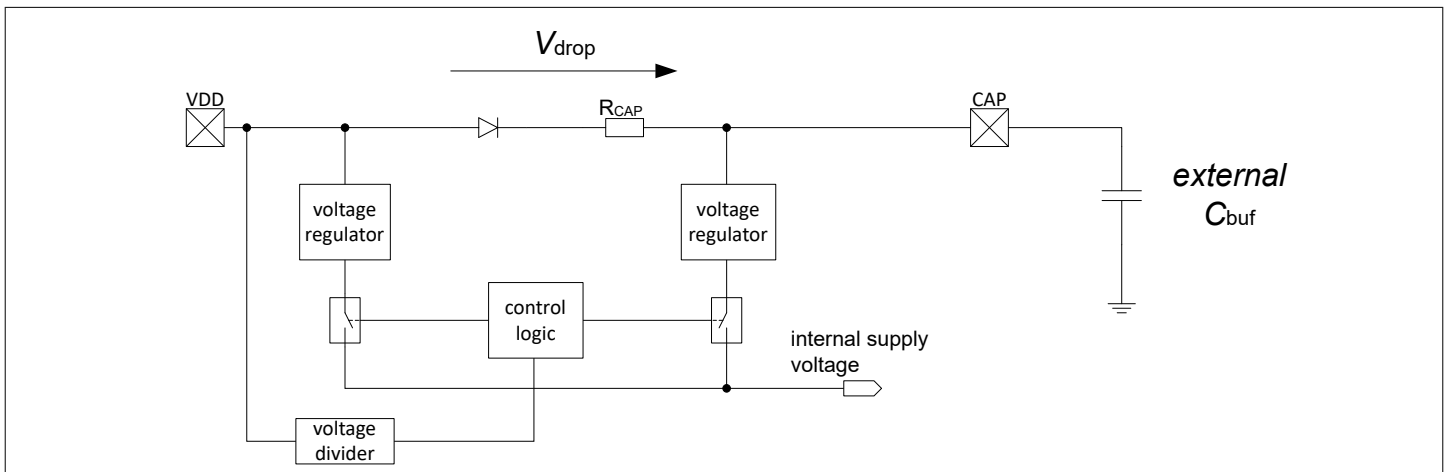 Vdrop
VDD
RCAP
CAP
voltage
regulator
voltage
regulator
external
Cbuf
control
logic
internal supply
voltage
voltage
divider